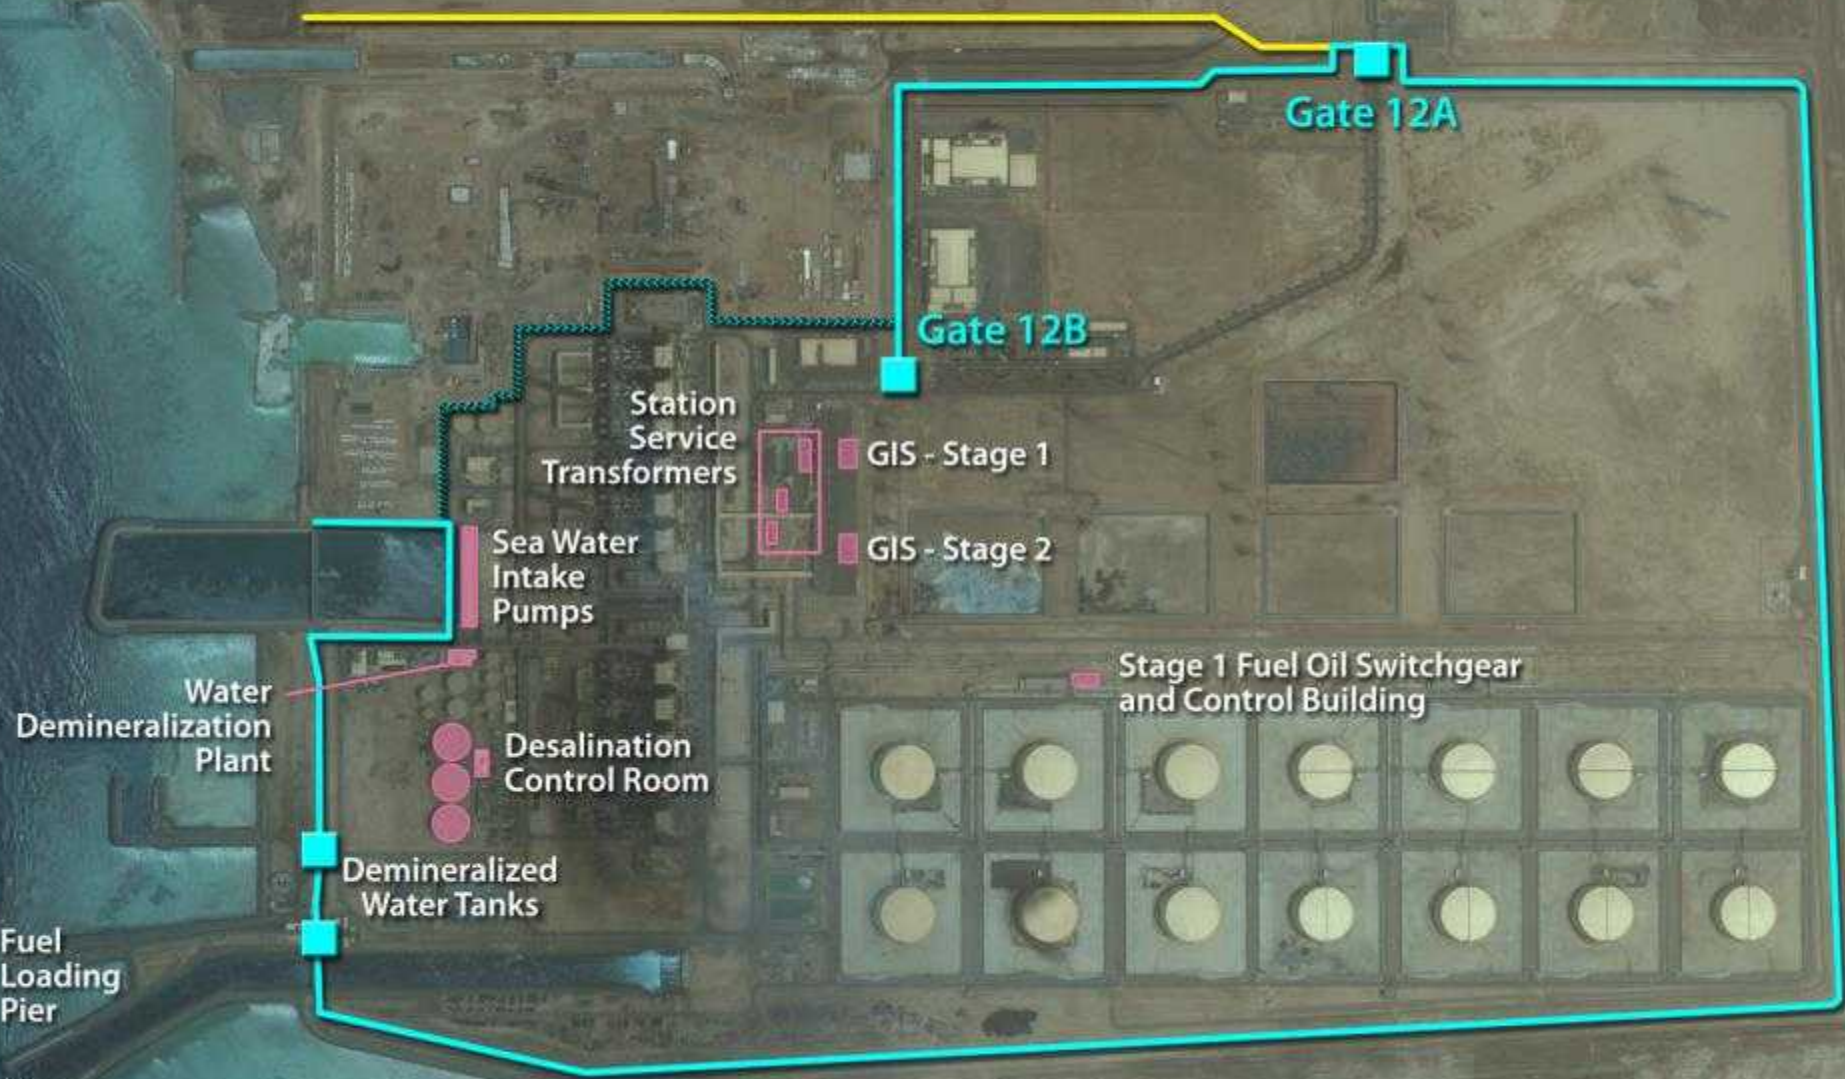 Gate 12A
Gate 12B
Station
Service
Transformers
GIS - Stage 1
GIS - Stage 2
Sea Water
Intake
Pumps
Water
Demineralization
Plant
Stage 1 Fuel Oil Switchgear
and Control Building
Desalination
Control Room
Demineralized
Water Tanks
Fuel
Loading
Pier